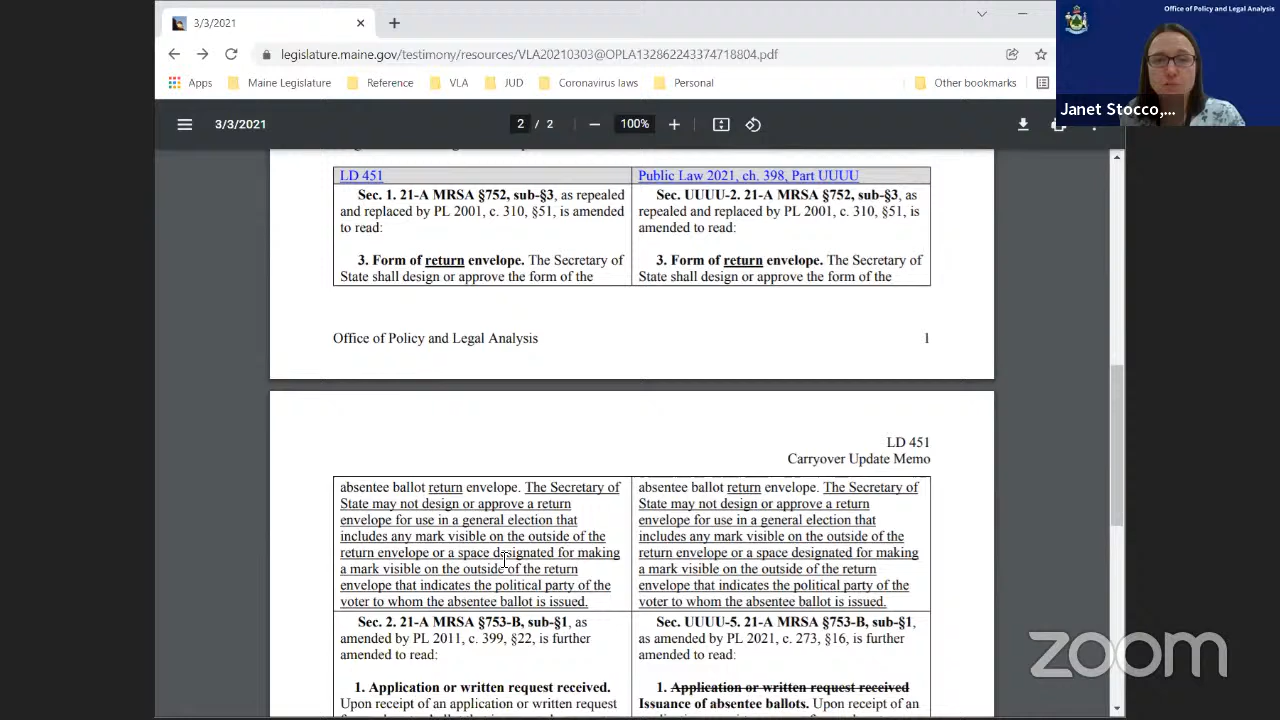 3/3/2021
Office of Policy and Legal Analysis
legislature.maine.gov/testimony/resources/VLA20210303@OPLA132862243374718804.pdf
Apps Maine Legislature Reference VLA JUD Coronavirus laws Personal Other bookmarks
Janet Stocco,...
3/3/2021 2 / 2 100%
LD 451
Sec. 1. 21-A MRSA §752, sub-§3, as repealed
and replaced by PL 2001, c. 310, §51, is amended
to read:
3. Form of return envelope. The Secretary of
State shall design or approve the form of the
Public Law 2021, ch. 398, Part UUUU
Sec. UUUU-2. 21-A MRSA §752, sub-§3, as
repealed and replaced by PL 2001, c. 310, §51, is
amended to read:
3. Form of return envelope. The Secretary of
State shall design or approve the form of the
Office of Policy and Legal Analysis 1
LD 451
Carryover Update Memo
absentee ballot return envelope. The Secretary of
State may not design or approve a return
envelope for use in a general election that
includes any mark visible on the outside of the
return envelope or a space designated for making
a mark visible on the outside of the return
envelope that indicates the political party of the
voter to whom the absentee ballot is issued.
absentee ballot return envelope. The Secretary of
State may not design or approve a return
envelope for use in a general election that
includes any mark visible on the outside of the
return envelope or a space designated for making
a mark visible on the outside of the return
envelope that indicates the political party of the
voter to whom the absentee ballot is issued.
Sec. 2. 21-A MRSA §753-B, sub-§1, as
amended by PL 2011, c. 399, §22, is further
amended to read:
1. Application or written request received.
Upon receipt of an application or written request
Sec. UUUU-5. 21-A MRSA §753-B, sub-§1,
as amended by PL 2021, c. 273, §16, is further
amended to read:
1. Application or written request received
Issuance of absentee ballots. Upon receipt of an
zoom